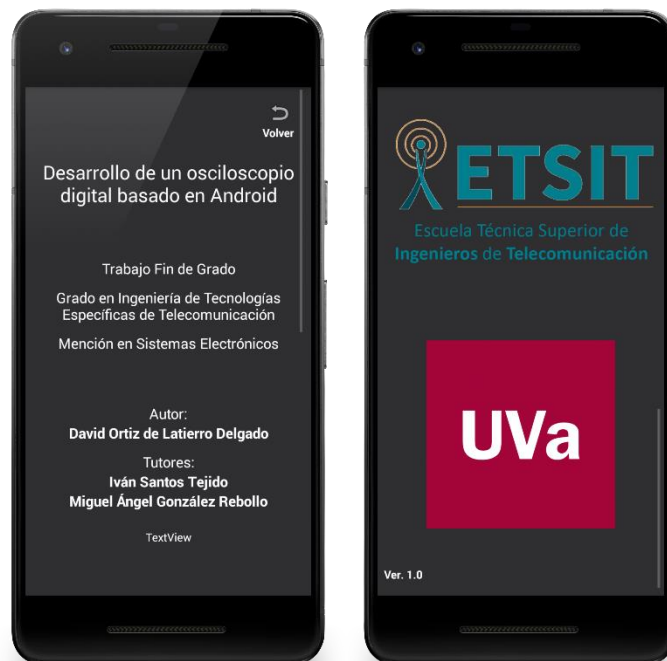 Volver
Desarrollo de un osciloscopio
digital basado en Android
Trabajo Fin de Grado
Grado en Ingeniería de Tecnologías
Específicas de Telecomunicación
Mención en Sistemas Electrónicos
Autor:
David Ortiz de Latierro Delgado
Tutores:
Iván Santos Tejido
Miguel Ángel González Rebollo
TextView
ETSIT
Escuela Técnica Superior de
Ingenieros de Telecomunicación
UVa
Ver. 1.0